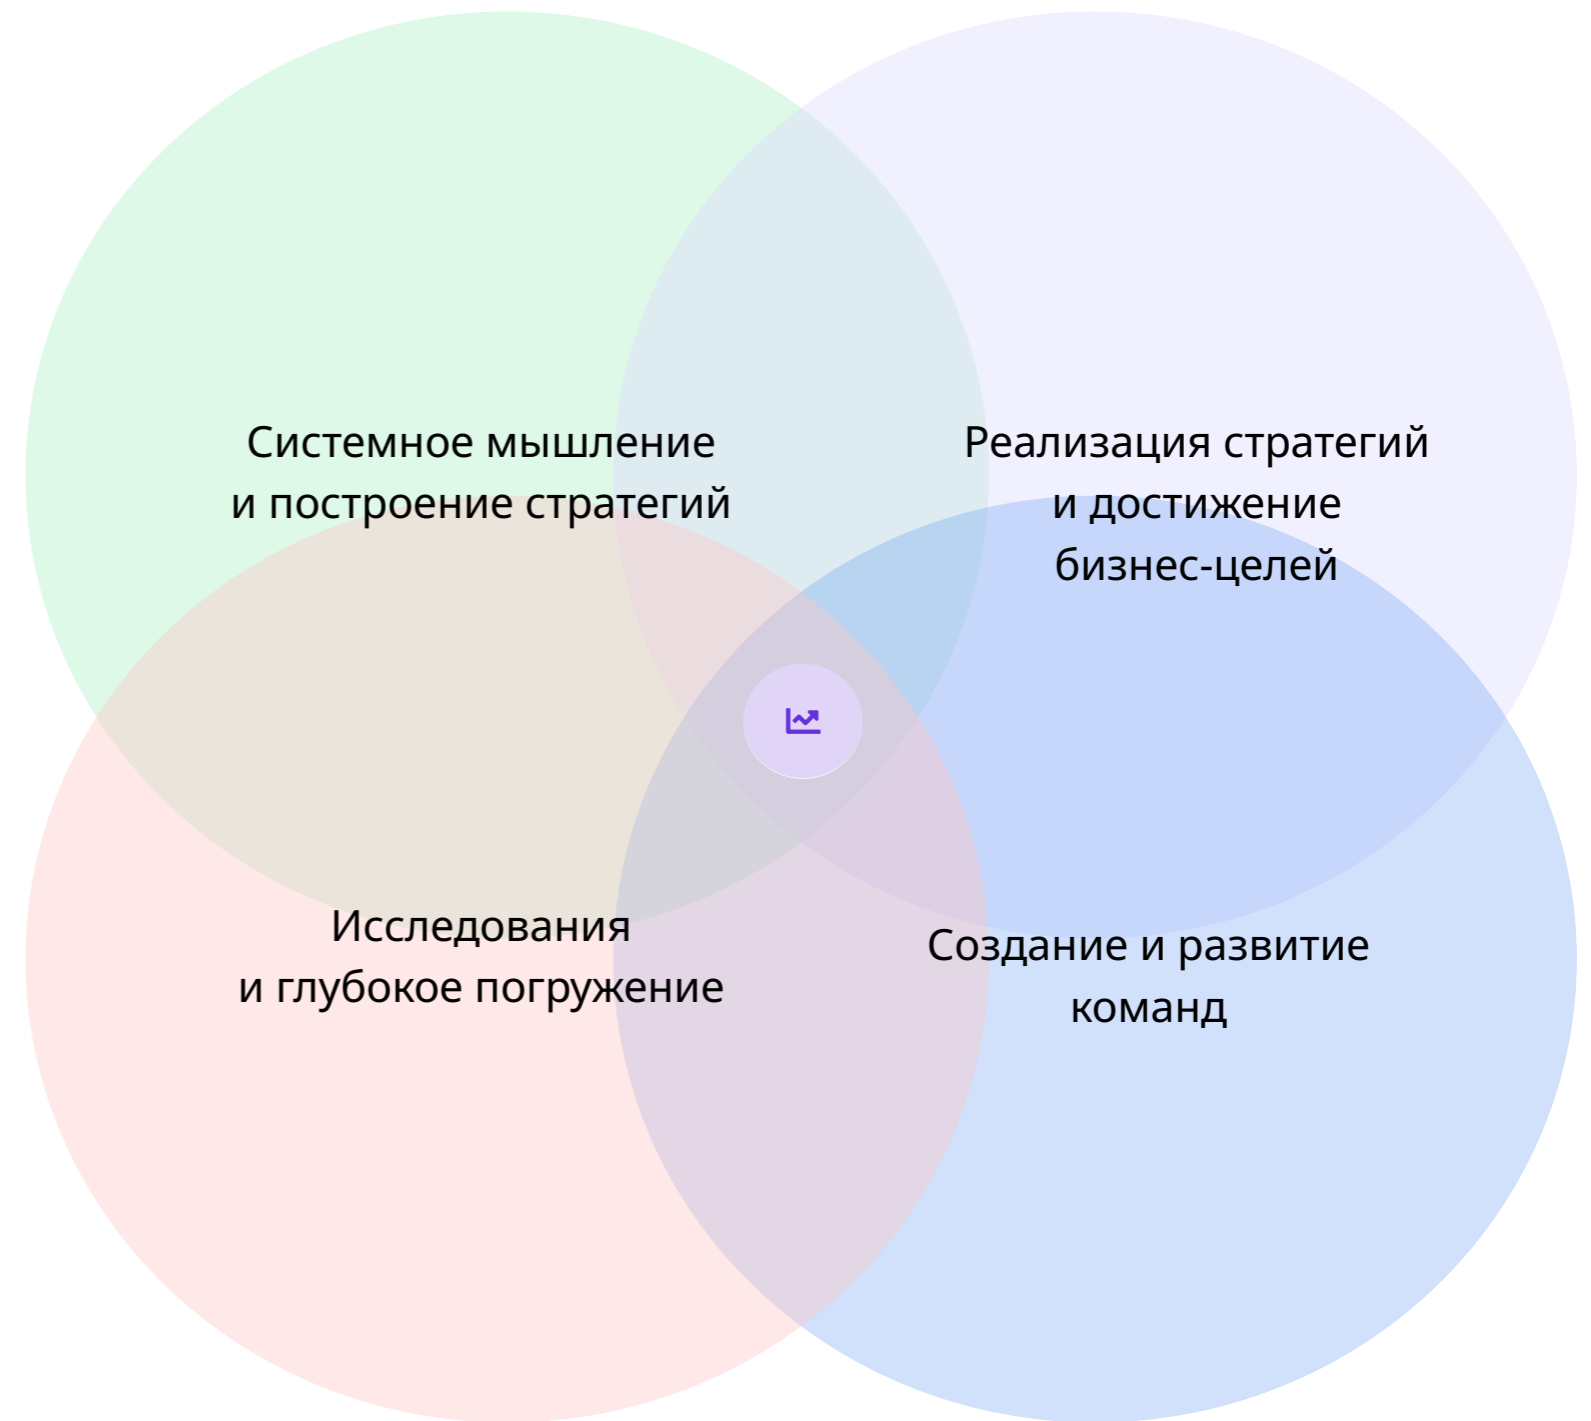 Системное мышление
и построение стратегий
Реализация стратегий
и достижение
бизнес-целей
Исследования
и глубокое погружение
Создание и развитие
команд